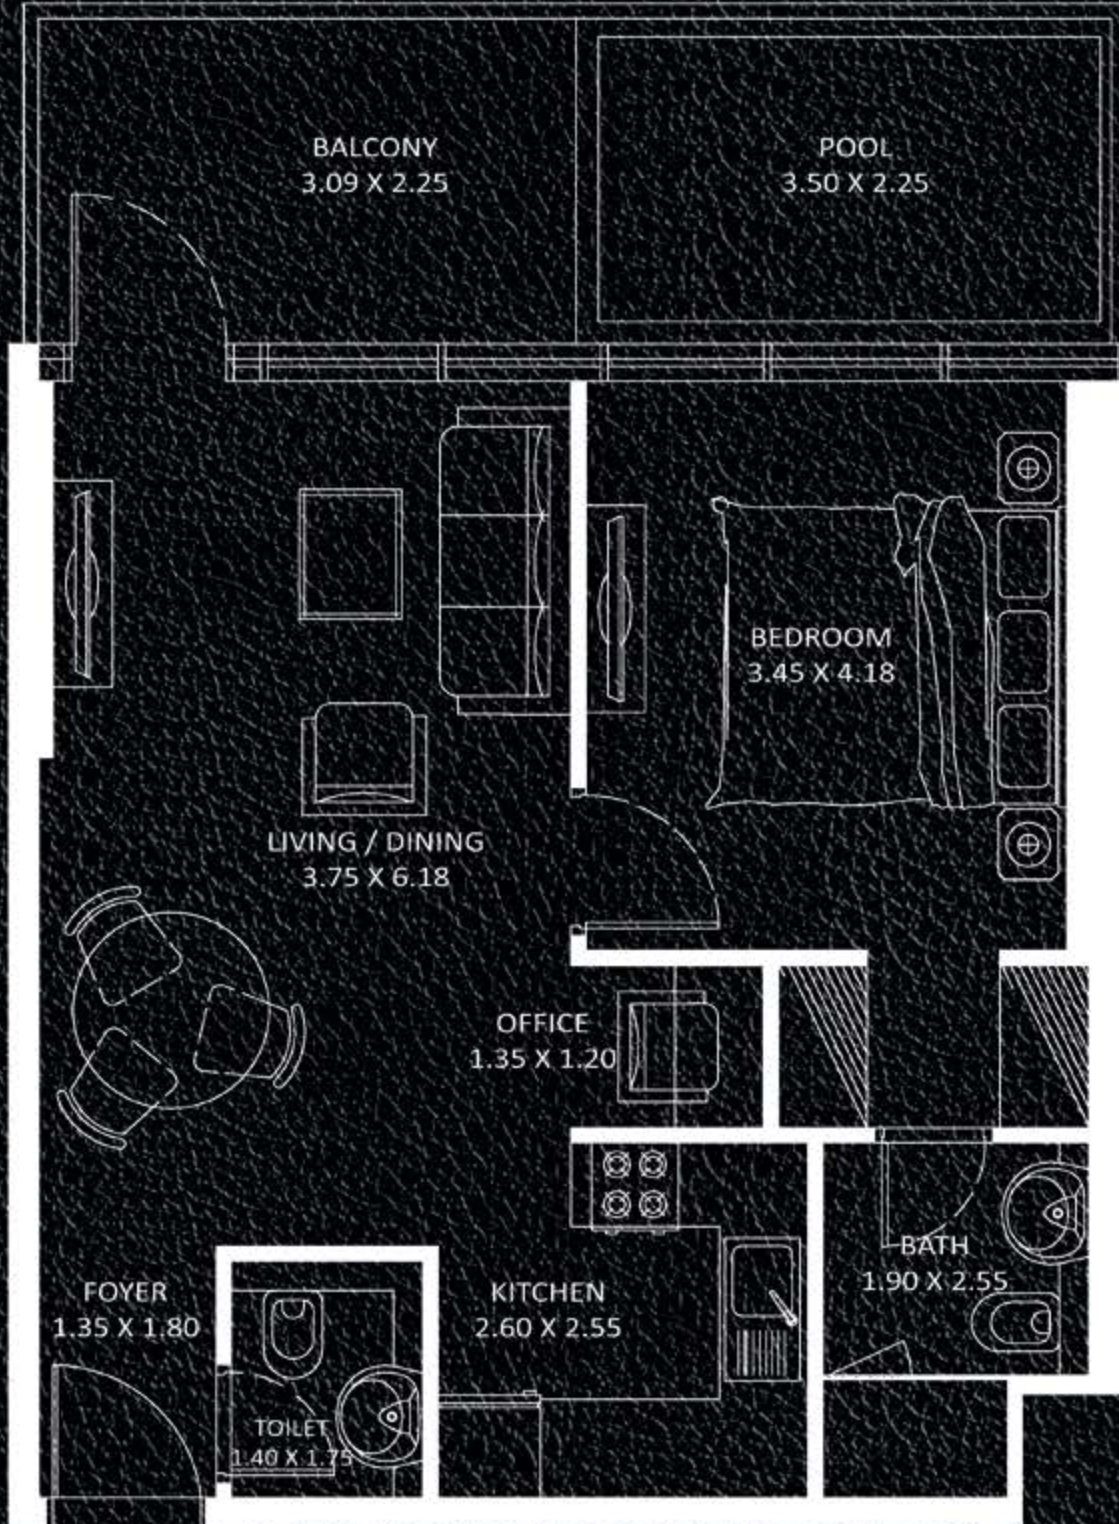 BALCONY
3.09 X 2.25
POOL
3.50 X 2.25
BEDROOM
3.45 X 4.18
LIVING / DINING
3.75 X 6.18
OFFICE
1.35 X 1.20
BATH
1.90 X 2.55
FOYER
1.35 X 1.80
KITCHEN
2.60 X 2.55
TOILET
1.40 X 1.75